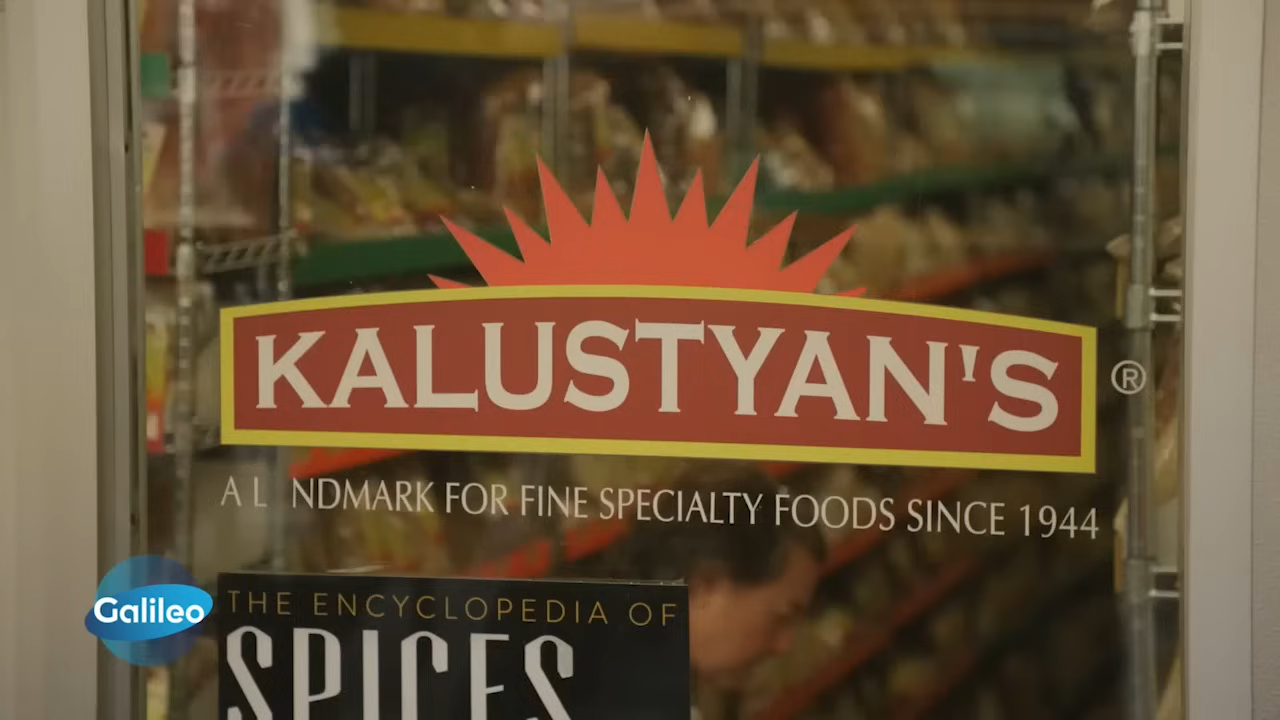 KALUSTYAN'S ®
A L NDMARK FOR FINE SPECIALTY FOODS SINCE 1944
Galileo
THE ENCYCLOPEDIA OF
SPICES